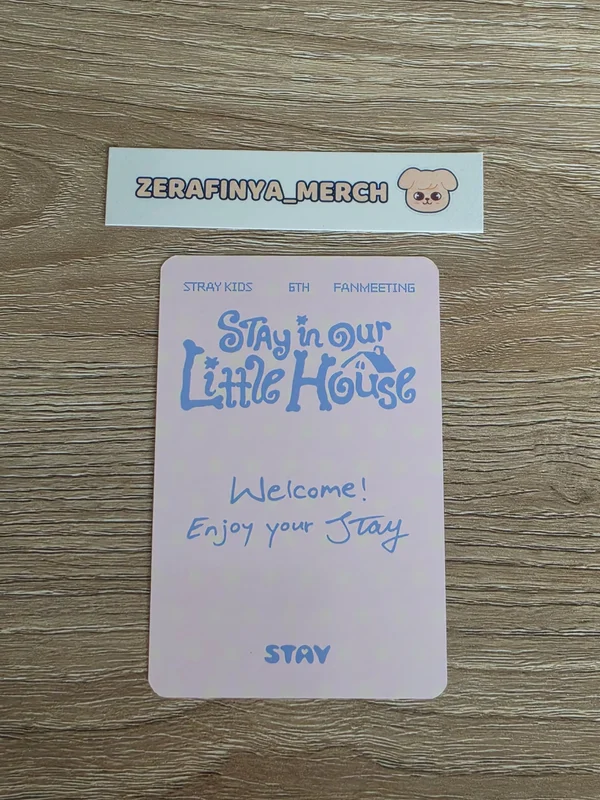 ZERAFINYA_MERCH
STRAY KIDS 6TH FANMEETING
STAY in our
Little House
Welcome!
Enjoy your STay
STAY